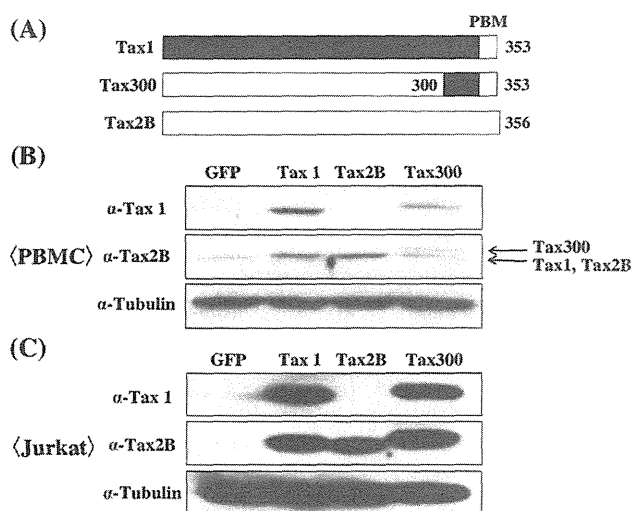 (A)
PBM
Tax1 353
Tax300 300 353
Tax2B 356
(B)
GFP Tax 1 Tax2B Tax300
α-Tax 1
〈PBMC〉 α-Tax2B
Tax300
Tax1, Tax2B
α-Tubulin
(C)
GFP Tax 1 Tax2B Tax300
α-Tax 1
〈Jurkat〉 α-Tax2B
α-Tubulin